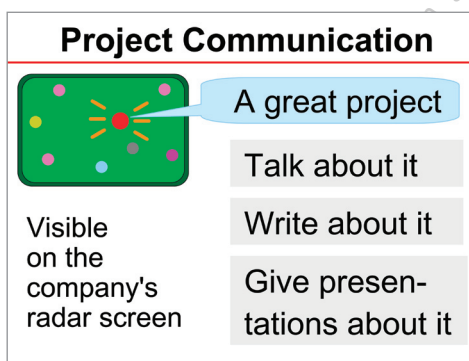 Project Communication
A great project
Talk about it
Write about it
Give presen-
tations about it
Visible
on the
company's
radar screen